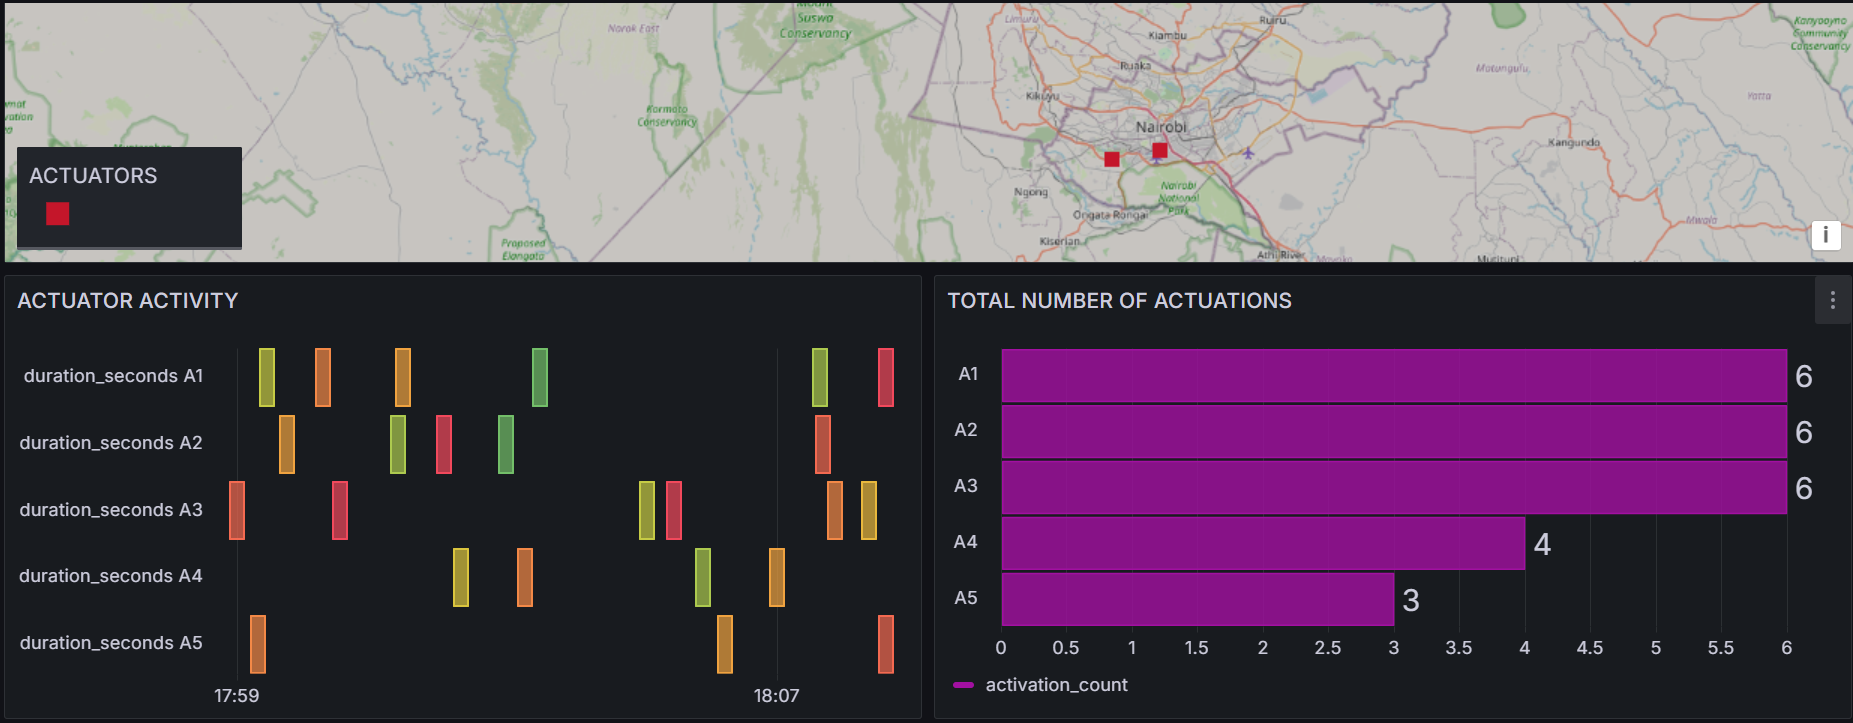 Mount
Suswa
Conservancy
Narok East
Limuru
Ruiru
Kiambu
Kanyaayno
Community
Conservancy
Ruaka
Matungulu
Kikuyu
Yatta
Kormoto
Conservancy
Nairobi
Kangundo
ACTUATORS
Ngong
Nairobi
National
Park
Ongata Rongai
Mwala
Kiserian
Proposed
Elangata
Athi River
i
ACTUATOR ACTIVITY
duration_seconds A1
duration_seconds A2
duration_seconds A3
duration_seconds A4
duration_seconds A5
17:59 18:07
TOTAL NUMBER OF ACTUATIONS
A1 6
A2 6
A3 6
A4 4
A5 3
0 0.5 1 1.5 2 2.5 3 3.5 4 4.5 5 5.5 6
activation_count